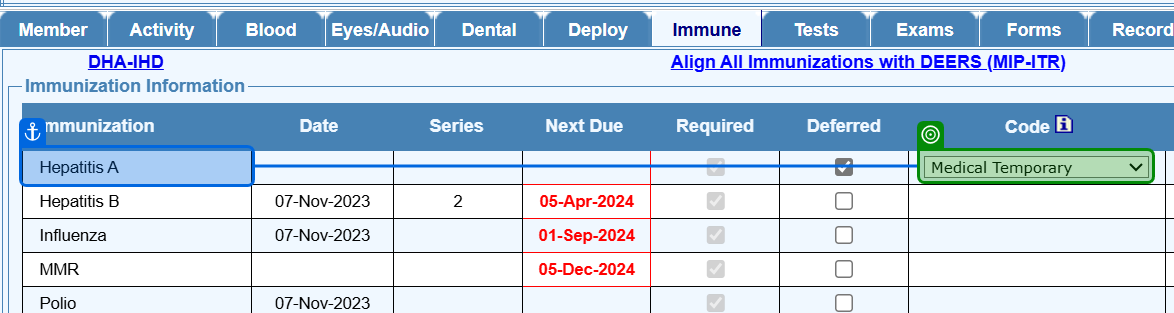 Member Activity Blood Eyes/Audio Dental Deploy Immune Tests Exams Forms Record
DHA-IHD Align All Immunizations with DEERS (MIP-ITR)
Immunization Information
mmunization Date Series Next Due Required Deferred Code i
Hepatitis A Medical Temporary
Hepatitis B 07-Nov-2023 2 05-Apr-2024
Influenza 07-Nov-2023 01-Sep-2024
MMR 05-Dec-2024
Polio 07-Nov-2023